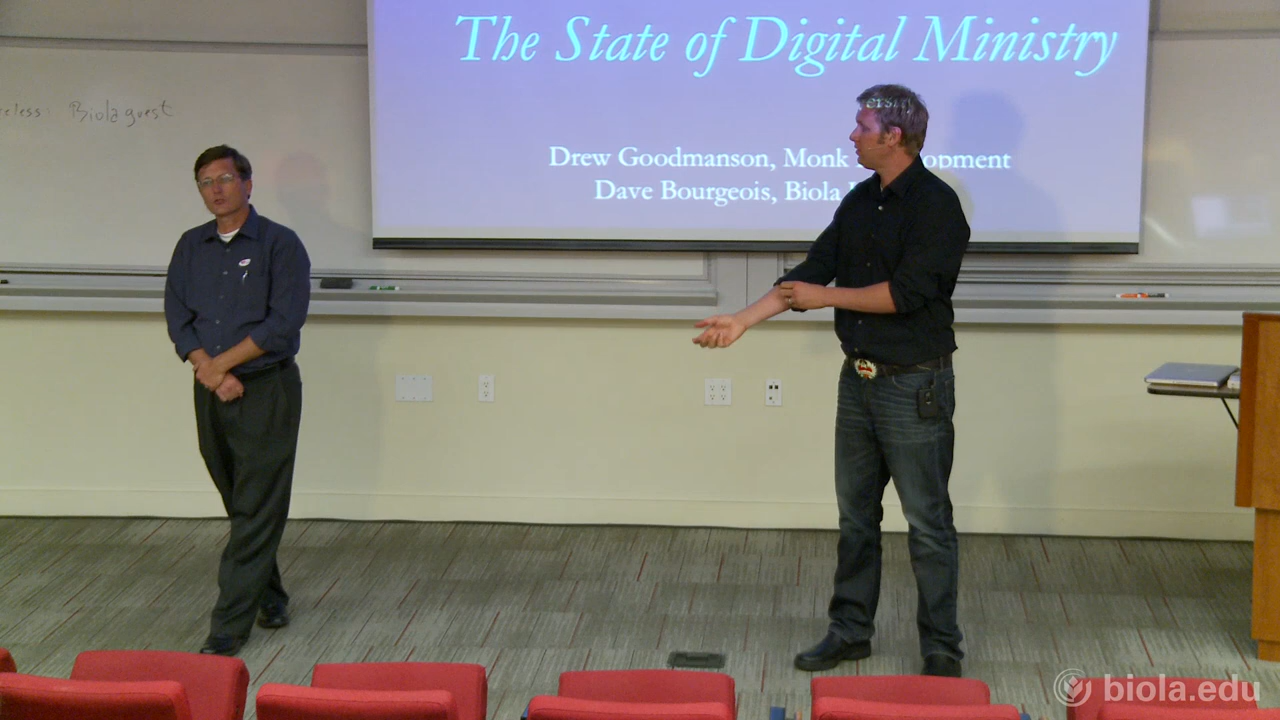 The State of Digital Ministry
Biola guest
Drew Goodmanson, Monk
Dave Bourgeois, Biola
biola.edu